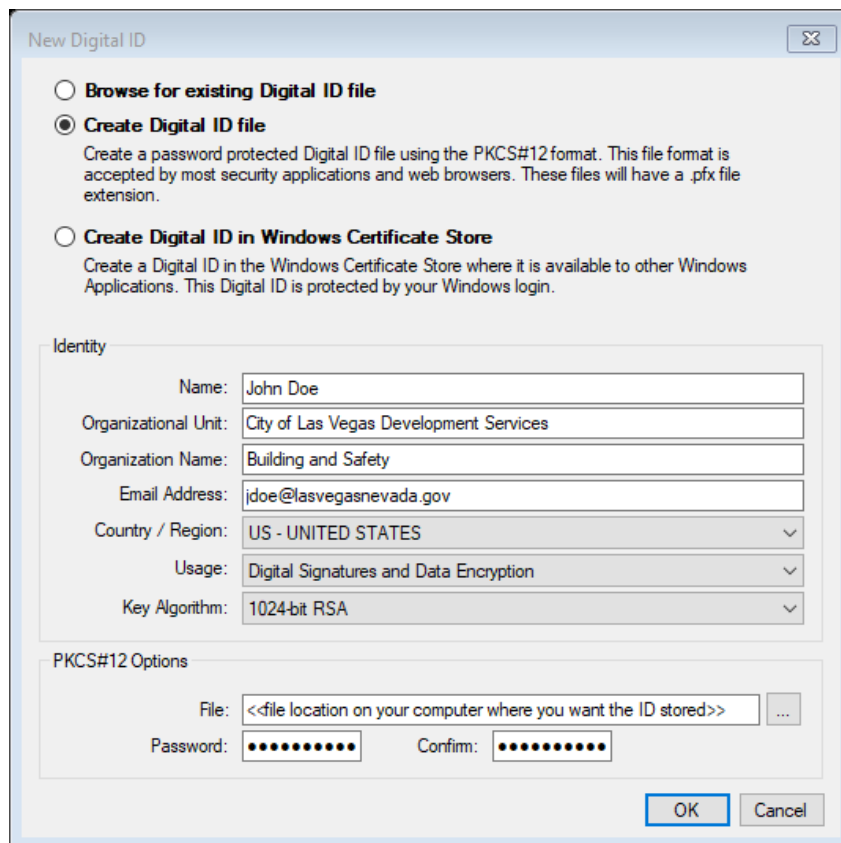 New Digital ID
Browse for existing Digital ID file
Create Digital ID file
Create a password protected Digital ID file using the PKCS#12 format. This file format is
accepted by most security applications and web browsers. These files will have a .pfx file
extension.
Create Digital ID in Windows Certificate Store
Create a Digital ID in the Windows Certificate Store where it is available to other Windows
Applications. This Digital ID is protected by your Windows login.
Identity
Name: John Doe
Organizational Unit: City of Las Vegas Development Services
Organization Name: Building and Safety
Email Address: jdoe@lasvegasnevada.gov
Country / Region: US - UNITED STATES
Usage: Digital Signatures and Data Encryption
Key Algorithm: 1024-bit RSA
PKCS#12 Options
File: <<file location on your computer where you want the ID stored>> ...
Password: ●●●●●●●●●● Confirm: ●●●●●●●●●●
OK Cancel